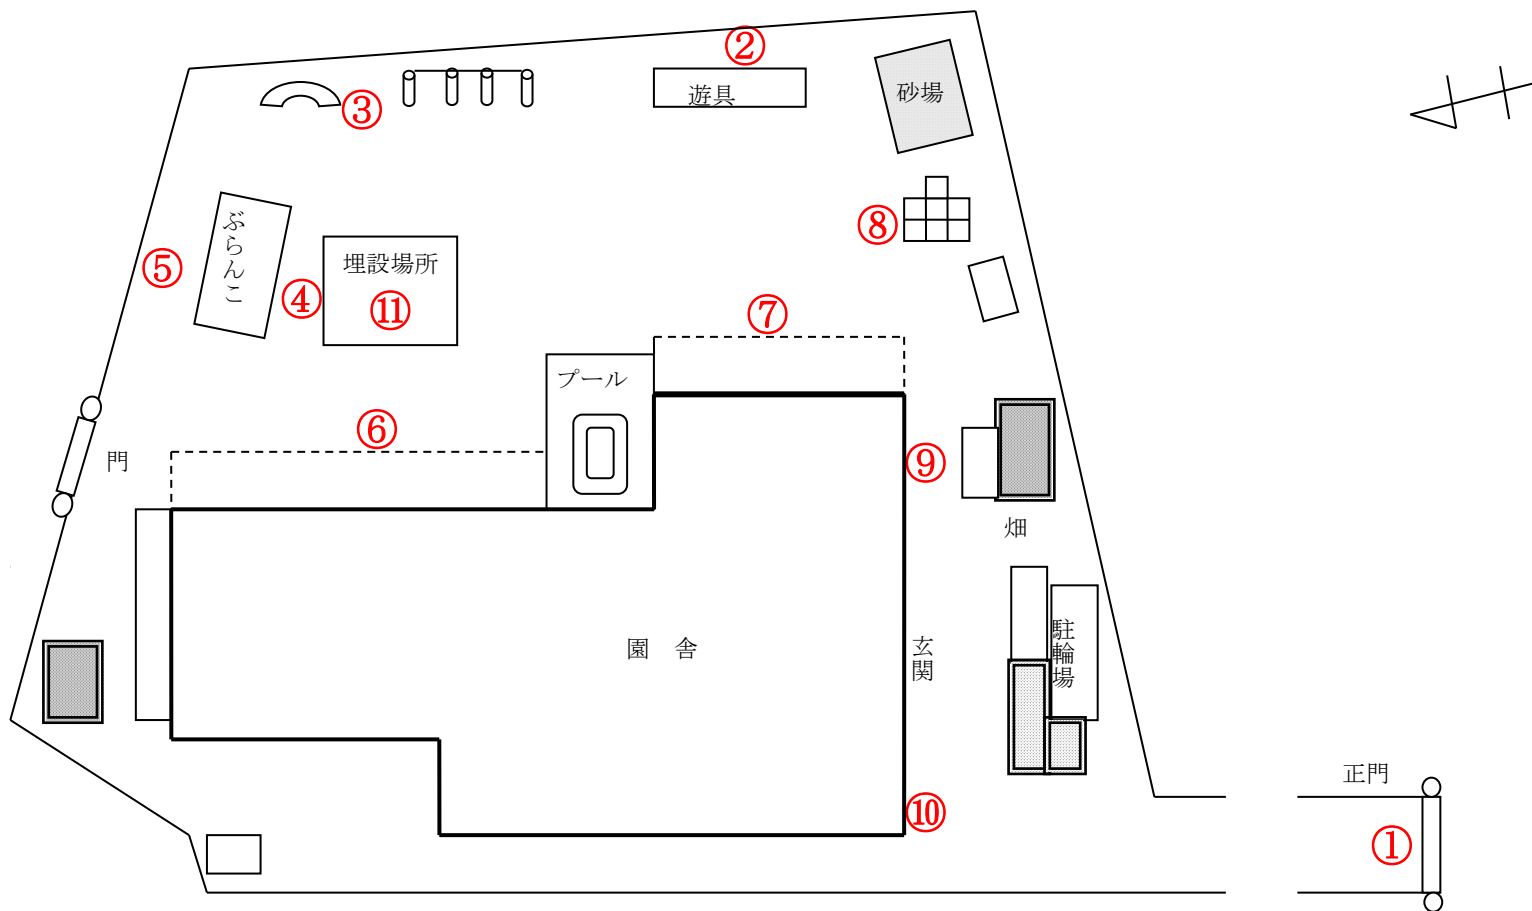 ②
遊具
砂場
③
⑧
ぶらんこ
⑤
④
埋設場所
⑪
⑦
プール
⑥
門
⑨
畑
園 舎
玄関
駐輪場
⑩
正門
①